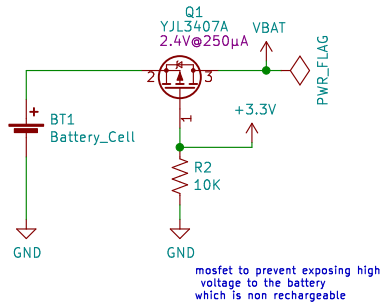 Q1
YJL3407A
2.4V@250µA
VBAT
2
3
PWR_FLAG
1
+3.3V
+
BT1
Battery_Cell
R2
10K
GND
GND
mosfet to prevent exposing high
voltage to the battery
which is non rechargeable